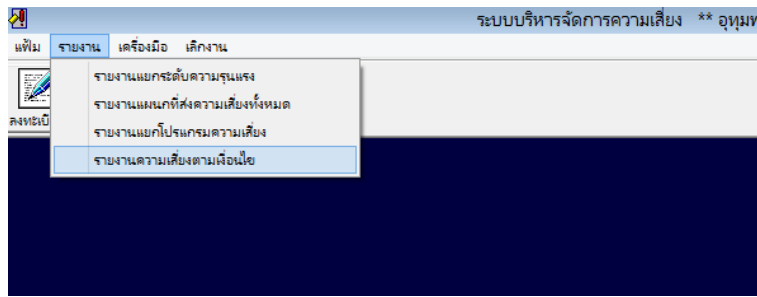 ระบบบริหารจัดการความเสี่ยง ** อุทุมพ
แฟ้ม รายงาน เครื่องมือ เลิกงาน
รายงานแยกระดับความรุนแรง
รายงานแผนกที่ส่งความเสี่ยงทั้งหมด
ลงทะเบี
รายงานแยกโปรแกรมความเสี่ยง
รายงานความเสี่ยงตามเงื่อนไข